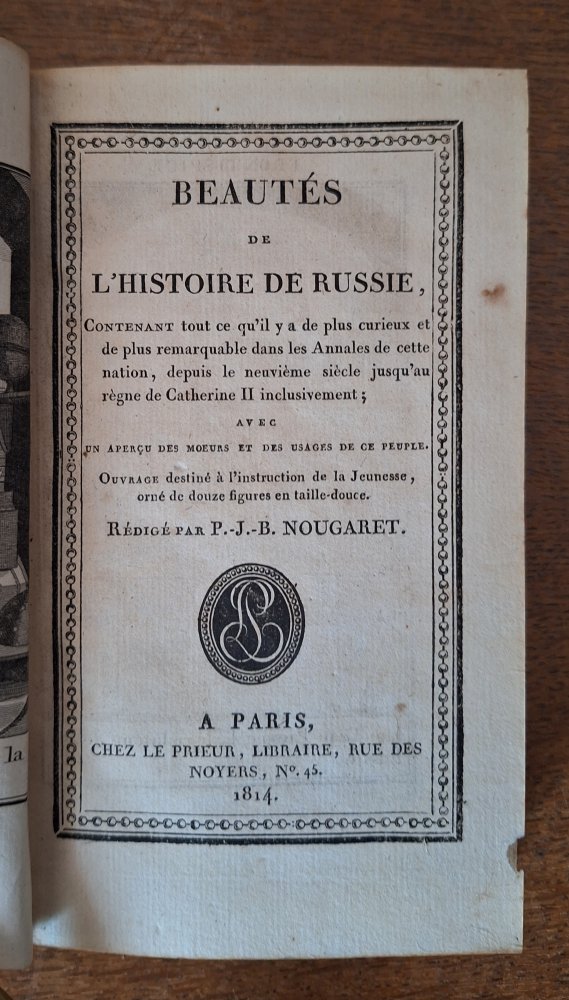 BEAUTÉS
DE
L'HISTOIRE DE RUSSIE,
CONTENANT tout ce qu'il y a de plus curieux et
de plus remarquable dans les Annales de cette
nation, depuis le neuvième siècle jusqu'au
règne de Catherine II inclusivement;
AVEC
UN APERÇU DES MOEURS ET DES USAGES DE CE PEUPLE.
OUVRAGE destiné à l'instruction de la Jeunesse,
orné de douze figures en taille-douce.
RÉDIGÉ PAR P.-J.-B. NOUGARET.
A PARIS,
CHEZ LE PRIEUR, LIBRAIRE, RUE DES
NOYERS, N°. 45.
1814.
la